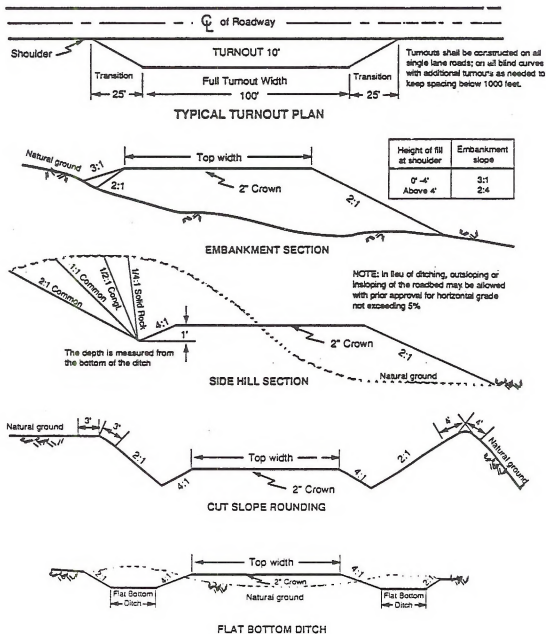 ℄ of Roadway
Shoulder
TURNOUT 10'
Transition
25'
Full Turnout Width
100'
Transition
25'
Turnouts shall be constructed on all
single lane roads; on all blind curves
with additional turnouts as needed to
keep spacing below 1000 feet.
TYPICAL TURNOUT PLAN
Natural ground
3:1
2:1
Top width
2" Crown
2:1
Height of fill
at shoulder
Embankment
slope
0' -4'
3:1
Above 4'
2:4
EMBANKMENT SECTION
2:1 Common
1:1 Common
1/2:1 Congl.
1/4:1 Solid Rock
4:1
1'
2" Crown
2:1
Natural ground
NOTE: In lieu of ditching, outsloping or
insloping of the roadbed may be allowed
with prior approval for horizontal grade
not exceeding 5%
The depth is measured from
the bottom of the ditch
SIDE HILL SECTION
Natural ground
3'
3'
2:1
4:1
Top width
2" Crown
4:1
2:1
4'
4'
Natural ground
CUT SLOPE ROUNDING
2:1
4:1
Top width
2" Crown
Natural ground
4:1
2:1
Flat Bottom
Ditch
Flat Bottom
Ditch
FLAT BOTTOM DITCH